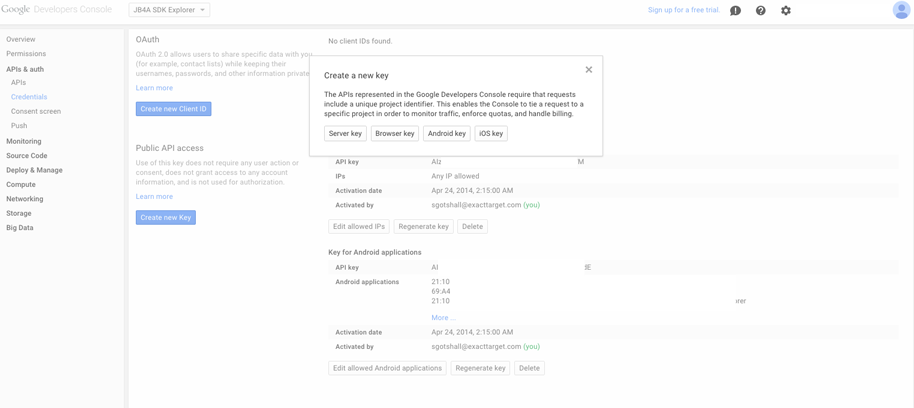 Google Developers Console
JB4A SDK Explorer
Sign up for a free trial.
Overview
Permissions
APIs & auth
APIs
Credentials
Consent screen
Push
Monitoring
Source Code
Deploy & Manage
Compute
Networking
Storage
Big Data
OAuth
OAuth 2.0 allows users to share specific data with you
(for example, contact lists) while keeping their
usernames, passwords, and other information private.
Learn more
Create new Client ID
Public API access
Use of this key does not require any user action or
consent, does not grant access to any account
information, and is not used for authorization.
Learn more
Create new Key
No client IDs found.
Create a new key
The APIs represented in the Google Developers Console require that requests
include a unique project identifier. This enables the Console to tie a request to a
specific project in order to monitor traffic, enforce quotas, and handle billing.
Server key Browser key Android key iOS key
API key AIz M
IPs Any IP allowed
Activation date Apr 24, 2014, 2:15:00 AM
Activated by sgotshall@exacttarget.com (you)
Edit allowed IPs Regenerate key Delete
Key for Android applications
API key AI
Android applications 21:10
69:A4
21:10 rer
More ...
Activation date Apr 24, 2014, 2:15:00 AM
Activated by sgotshall@exacttarget.com (you)
Edit allowed Android applications Regenerate key Delete